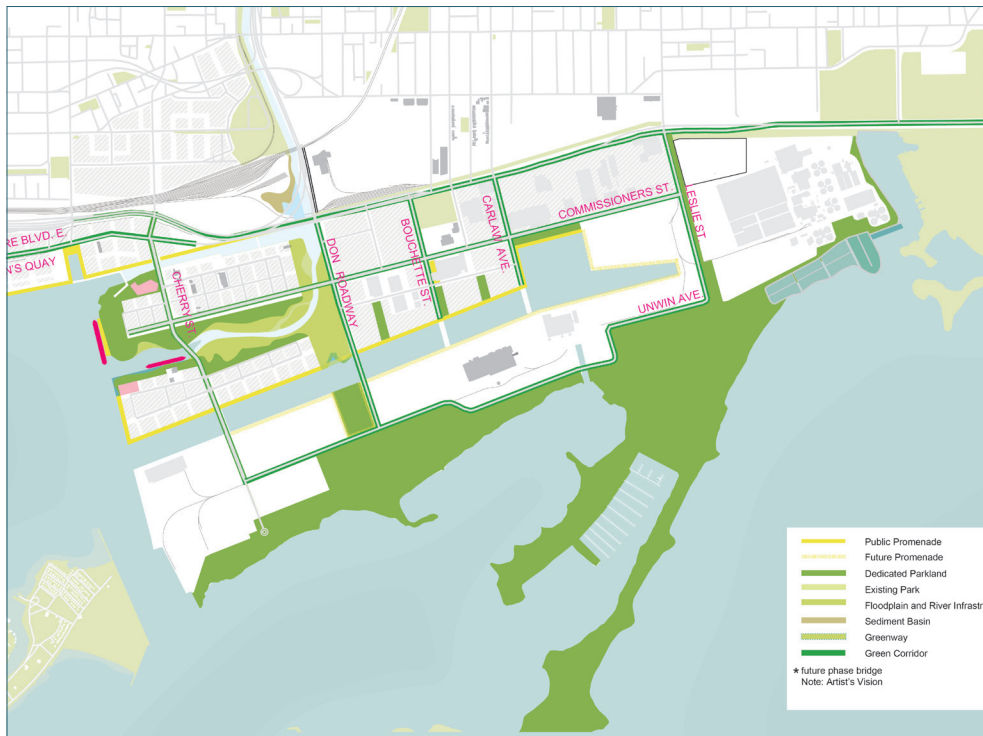 RE BLVD. E.
N'S QUAY
CHERRY ST
DON ROADWAY
BOUCHETTE ST.
CARLAW AVE.
COMMISSIONERS ST.
LESLIE ST.
UNWIN AVE.
Public Promenade
Future Promenade
Dedicated Parkland
Existing Park
Floodplain and River Infrastr
Sediment Basin
Greenway
Green Corridor
* future phase bridge
Note: Artist's Vision